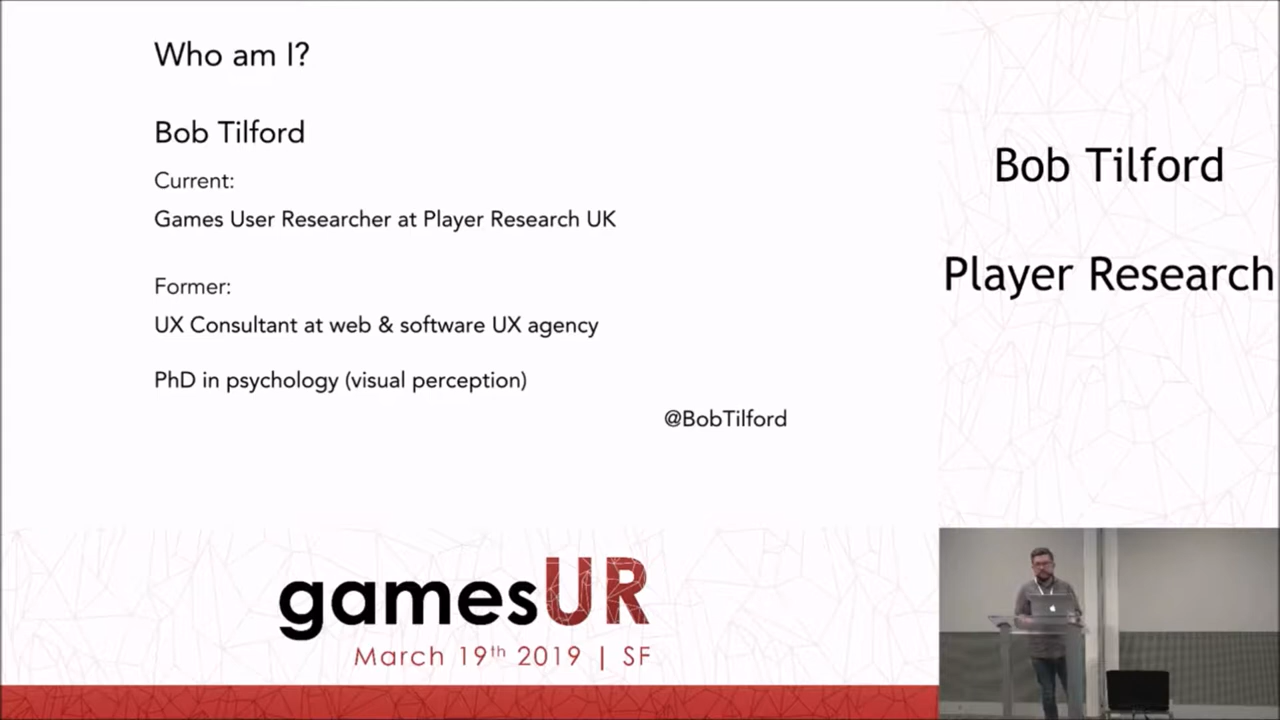 Who am I?
Bob Tilford
Current:
Games User Researcher at Player Research UK
Former:
UX Consultant at web & software UX agency
PhD in psychology (visual perception)
@BobTilford
gamesUR
March 19th 2019 | SF
Bob Tilford
Player Research